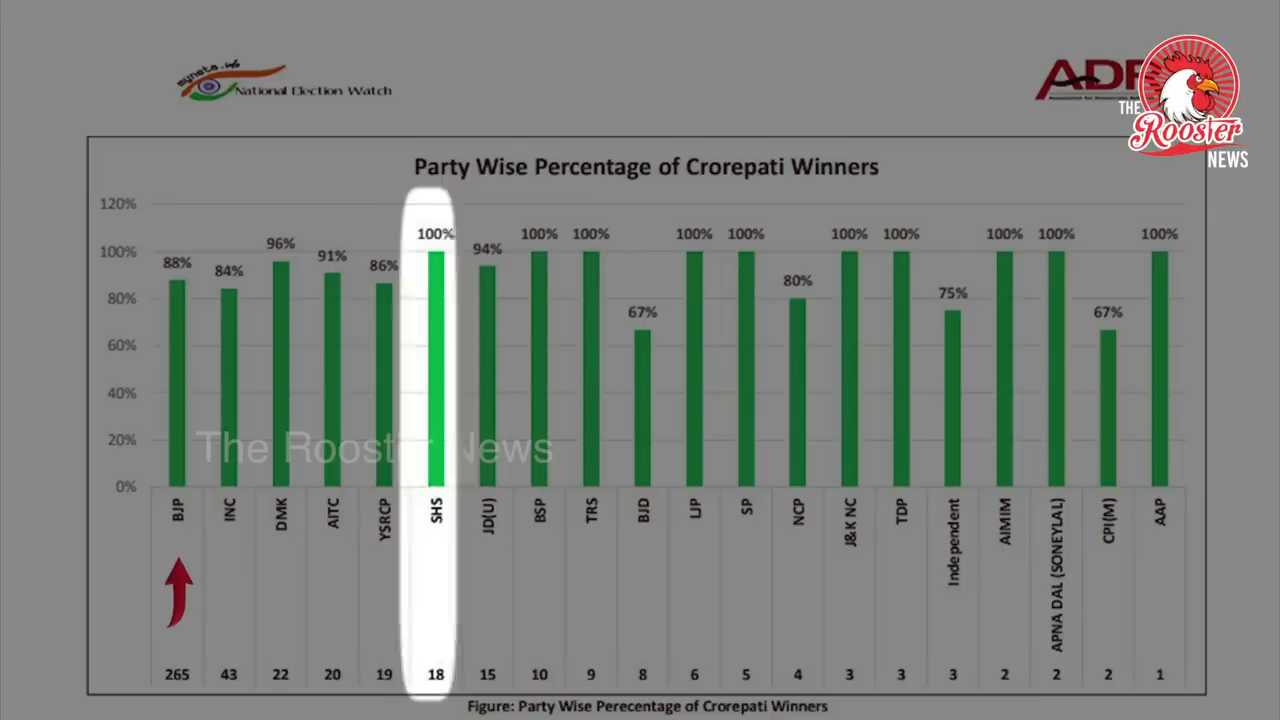 myneta.info
National Election Watch
ADR
THE
Rooster
NEWS
Party Wise Percentage of Crorepati Winners
120%
100%
80%
60%
40%
20%
0%
88% 84% 96% 91% 86% 100% 94% 100% 100% 67% 100% 100% 80% 100% 100% 75% 100% 100% 67% 100%
The Rooster News
BJP INC DMK AITC YSRCP SHS JD(U) BSP TRS BJD LJP SP NCP J&K NC TDP Independent AIMIM APNA DAL (SONEYLAL) CPI(M) AAP
265 43 22 20 19 18 15 10 9 8 6 5 4 3 3 3 2 2 2 1
Figure: Party Wise Perecentage of Crorepati Winners